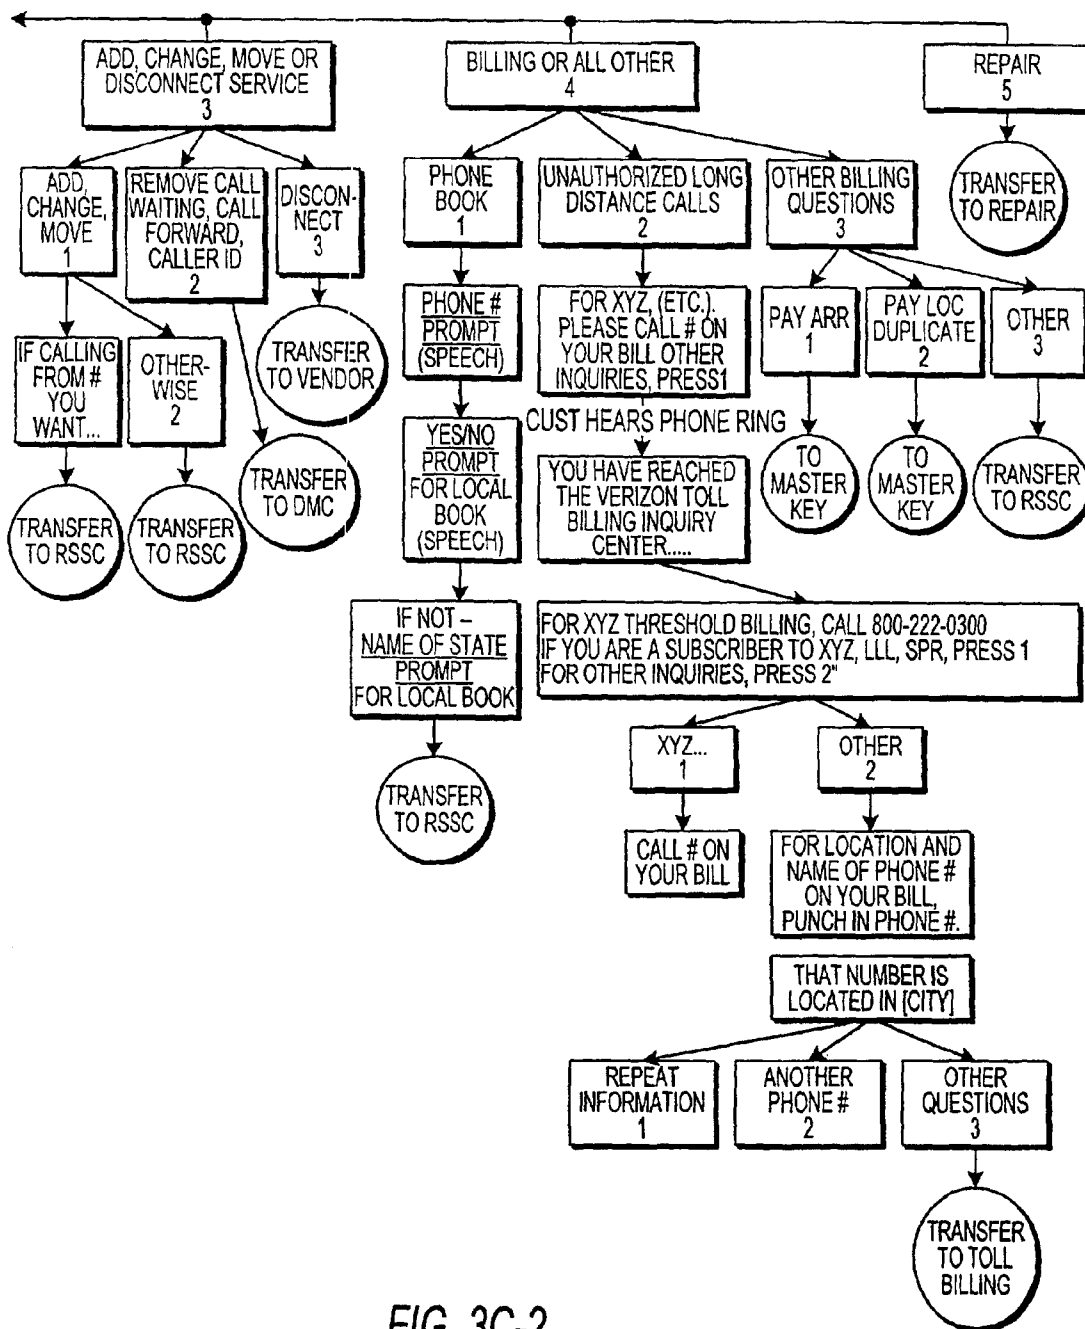 ADD, CHANGE, MOVE OR
DISCONNECT SERVICE
3
BILLING OR ALL OTHER
4
REPAIR
5
ADD,
CHANGE,
MOVE
1
REMOVE CALL
WAITING, CALL
FORWARD,
CALLER ID
2
DISCON-
NECT
3
PHONE
BOOK
1
UNAUTHORIZED LONG
DISTANCE CALLS
2
OTHER BILLING
QUESTIONS
3
TRANSFER
TO REPAIR
IF CALLING
FROM #
YOU
WANT...
OTHER-
WISE
2
TRANSFER
TO VENDOR
PHONE #
PROMPT
(SPEECH)
FOR XYZ, (ETC.).
PLEASE CALL # ON
YOUR BILL OTHER
INQUIRIES, PRESS1
PAY ARR
1
PAY LOC
DUPLICATE
2
OTHER
3
CUST HEARS PHONE RING
TRANSFER
TO RSSC
TRANSFER
TO RSSC
TRANSFER
TO DMC
YES/NO
PROMPT
FOR LOCAL
BOOK
(SPEECH)
YOU HAVE REACHED
THE VERIZON TOLL
BILLING INQUIRY
CENTER.....
TO
MASTER
KEY
TO
MASTER
KEY
TRANSFER
TO RSSC
IF NOT –
NAME OF STATE
PROMPT
FOR LOCAL BOOK
FOR XYZ THRESHOLD BILLING, CALL 800-222-0300
IF YOU ARE A SUBSCRIBER TO XYZ, LLL, SPR, PRESS 1
FOR OTHER INQUIRIES, PRESS 2"
TRANSFER
TO RSSC
XYZ...
1
OTHER
2
CALL # ON
YOUR BILL
FOR LOCATION AND
NAME OF PHONE #
ON YOUR BILL,
PUNCH IN PHONE #.
THAT NUMBER IS
LOCATED IN [CITY]
REPEAT
INFORMATION
1
ANOTHER
PHONE #
2
OTHER
QUESTIONS
3
TRANSFER
TO TOLL
BILLING
FIG. 3C-2